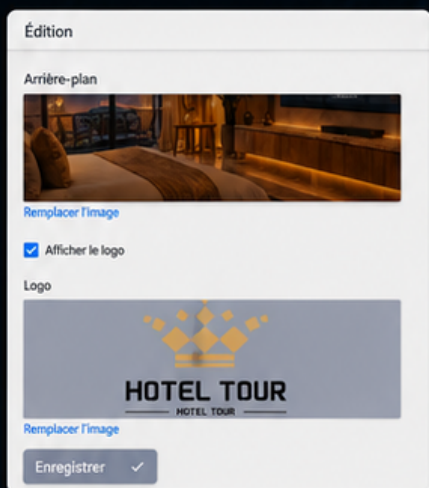 Édition
Arrière-plan
Remplacer l'image
Afficher le logo
Logo
HOTEL TOUR
HOTEL TOUR
Remplacer l'image
Enregistrer